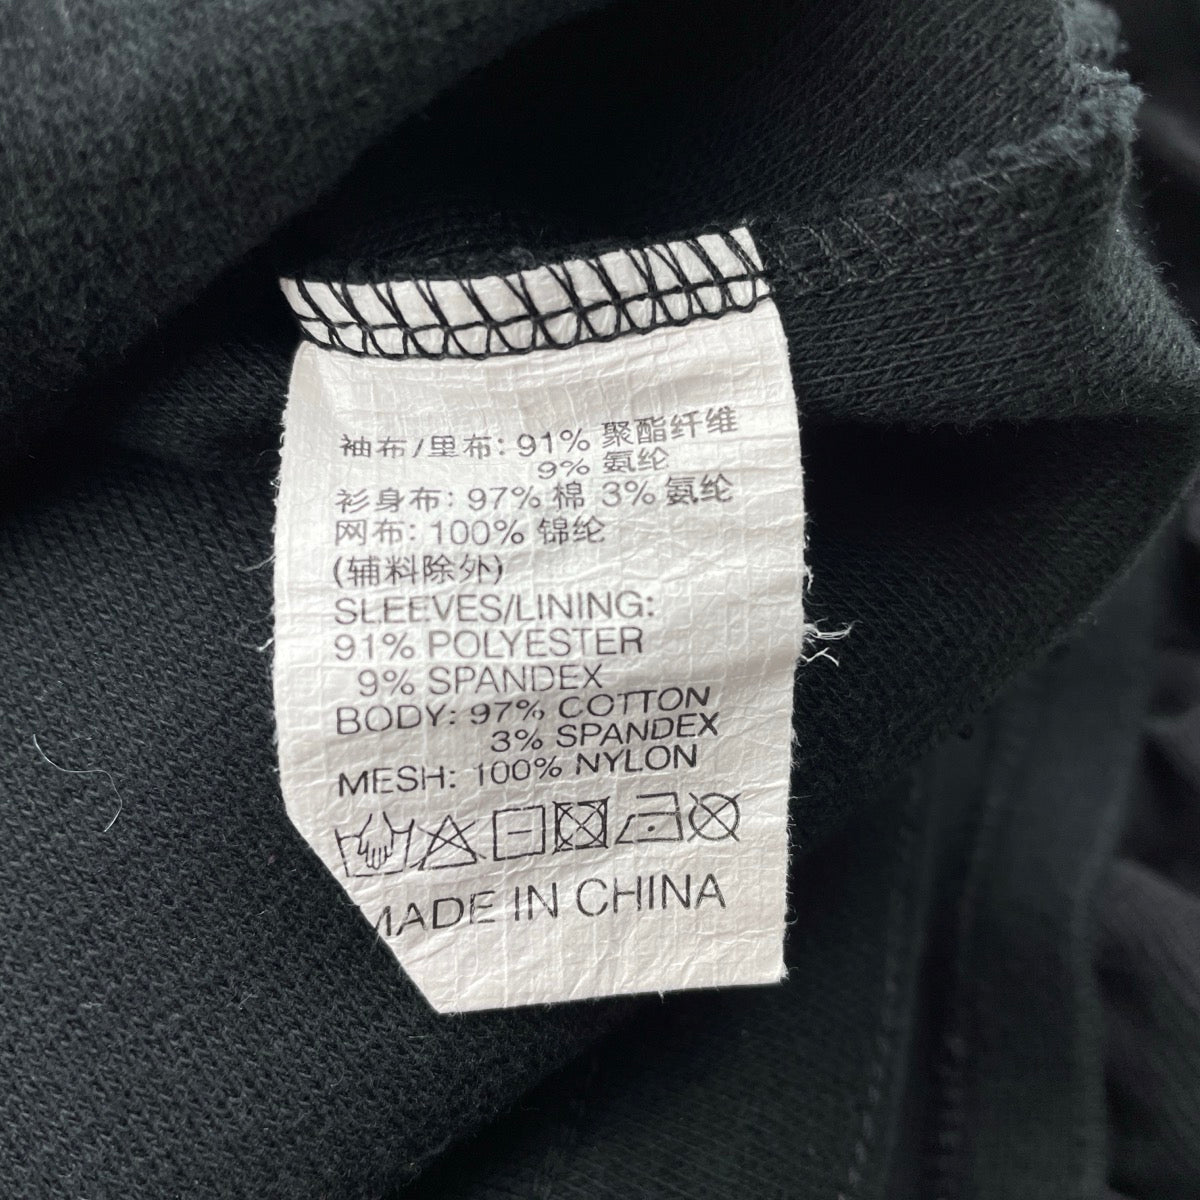 袖布/里布: 91% 聚酯纤维
9% 氨纶
衫身布: 97% 棉 3% 氨纶
网布: 100% 锦纶
(辅料除外)
SLEEVES/LINING:
91% POLYESTER
9% SPANDEX
BODY: 97% COTTON
3% SPANDEX
MESH: 100% NYLON
MADE IN CHINA